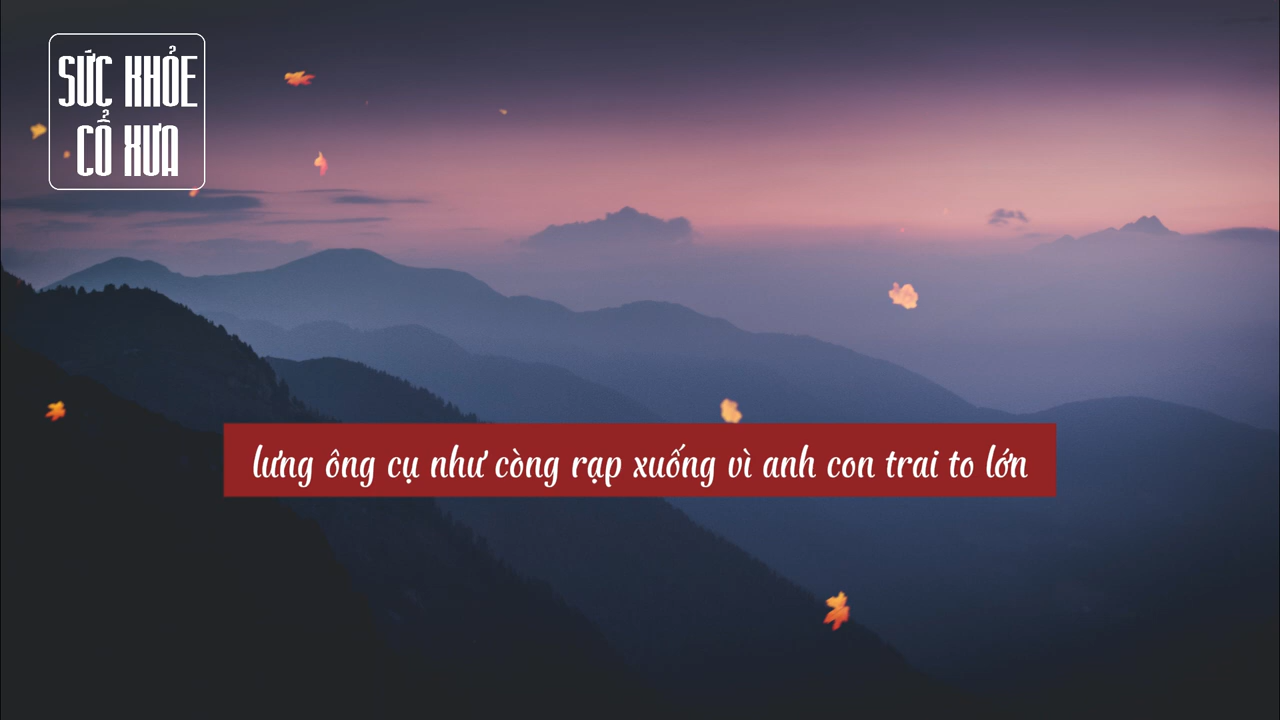 SỨC KHỎE
CỔ XƯA
lưng ông cụ như còng rạp xuống vì anh con trai to lớn